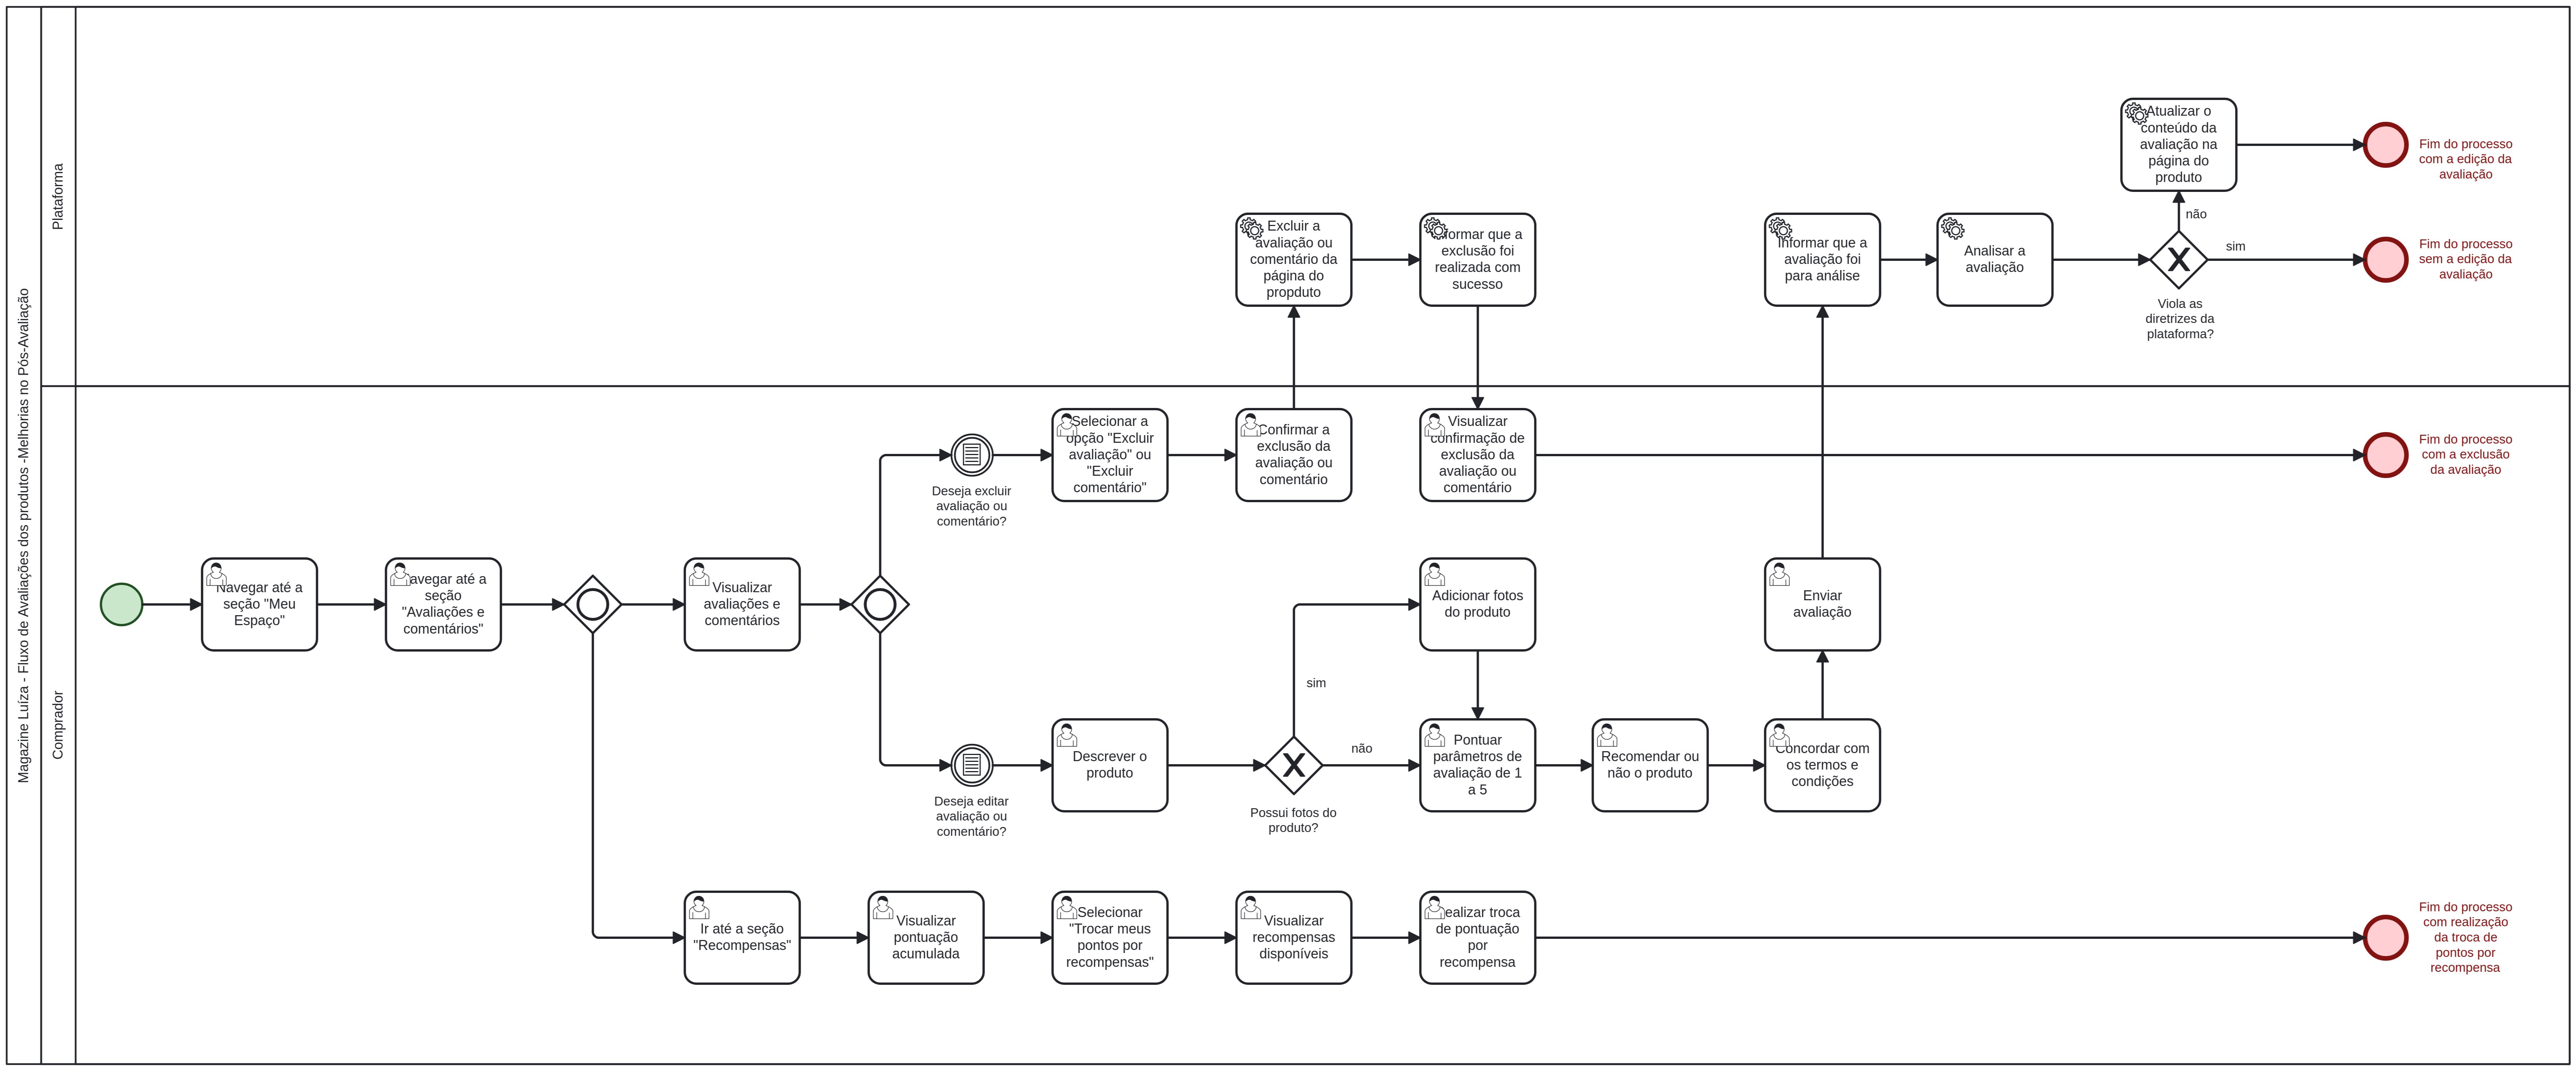 Magazine Luíza - Fluxo de Avaliações dos produtos -Melhorias no Pós-Avaliação
Plataforma
Comprador
Atualizar o
conteúdo da
avaliação na
página do
produto
Fim do processo
com a edição da
avaliação
não
Excluir a
avaliação ou
comentário da
página do
propduto
formar que a
exclusão foi
realizada com
sucesso
Informar que a
avaliação foi
para análise
Analisar a
avaliação
sim
Viola as
diretrizes da
plataforma?
Fim do processo
sem a edição da
avaliação
Deseja excluir
avaliação ou
comentário?
Selecionar a
opção "Excluir
avaliação" ou
"Excluir
comentário"
Confirmar a
exclusão da
avaliação ou
comentário
Visualizar
confirmação de
exclusão da
avaliação ou
comentário
Fim do processo
com a exclusão
da avaliação
Navegar até a
seção "Meu
Espaço"
avegar até a
seção
"Avaliações e
comentários"
Visualizar
avaliações e
comentários
Adicionar fotos
do produto
Enviar
avaliação
sim
Deseja editar
avaliação ou
comentário?
Descrever o
produto
Possui fotos do
produto?
não
Pontuar
parâmetros de
avaliação de 1
a 5
Recomendar ou
não o produto
Concordar com
os termos e
condições
Ir até a seção
"Recompensas"
Visualizar
pontuação
acumulada
Selecionar
"Trocar meus
pontos por
recompensas"
Visualizar
recompensas
disponíveis
ealizar troca
de pontuação
por
recompensa
Fim do processo
com realização
da troca de
pontos por
recompensa